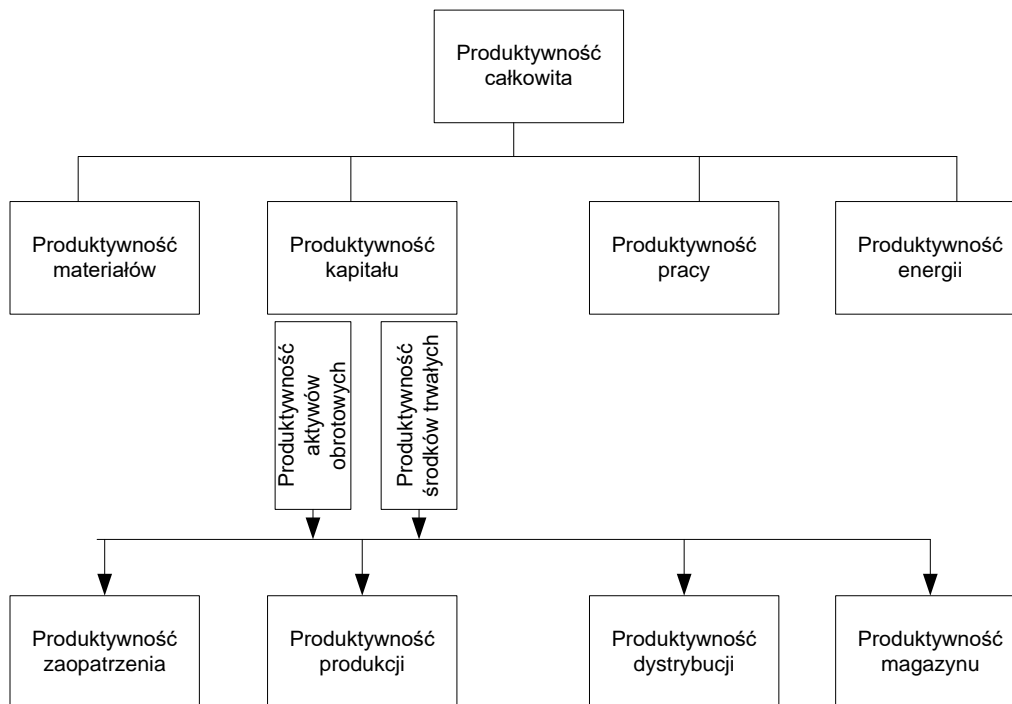 Produktywność
całkowita
Produktywność
materiałów
Produktywność
kapitału
Produktywność
pracy
Produktywność
energii
Produktywność
aktywów
obrotowych
Produktywność
środków trwałych
Produktywność
zaopatrzenia
Produktywność
produkcji
Produktywność
dystrybucji
Produktywność
magazynu